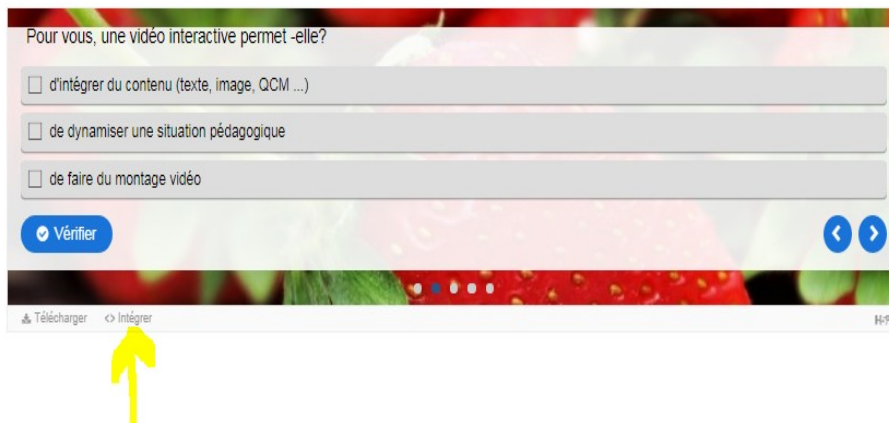 Pour vous, une vidéo interactive permet -elle?
d'intégrer du contenu (texte, image, QCM ...)
de dynamiser une situation pédagogique
de faire du montage vidéo
Vérifier
Télécharger <> Intégrer